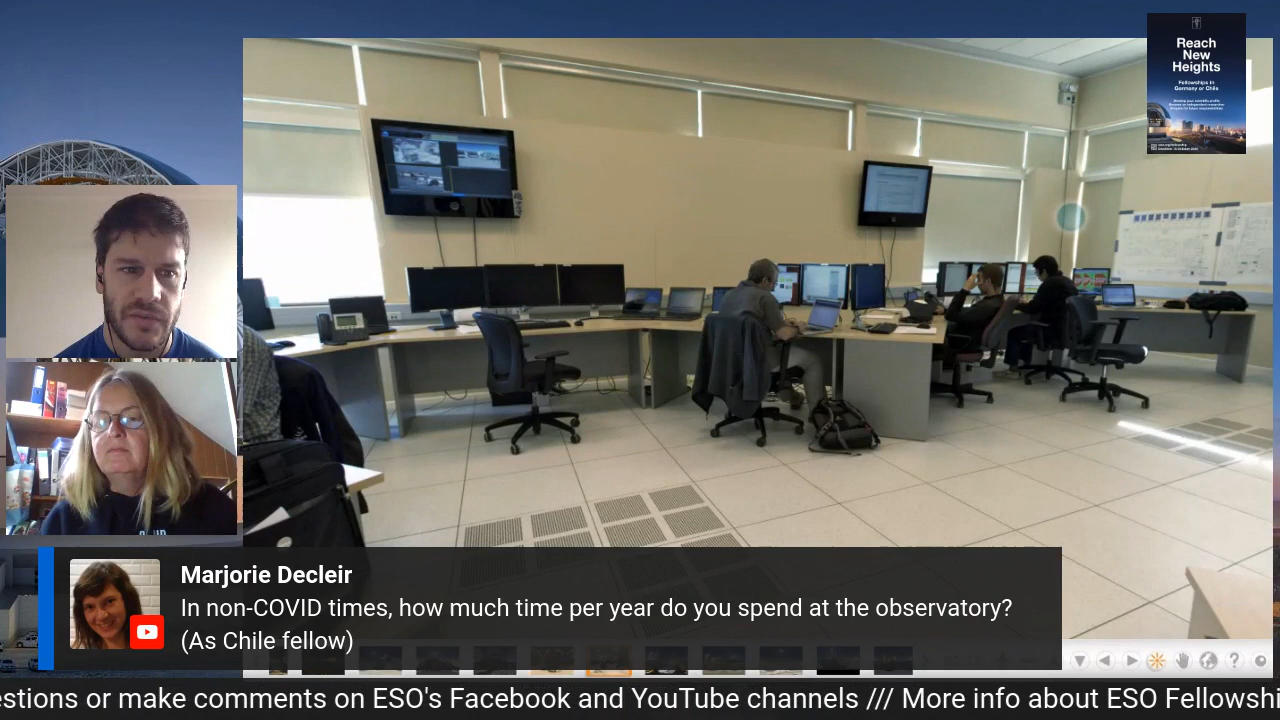 Reach
New
Heights
Fellowships in
Germany or Chile
Marjorie Decleir
In non-COVID times, how much time per year do you spend at the observatory?
(As Chile fellow)
estions or make comments on ESO's Facebook and YouTube channels /// More info about ESO Fellowshi